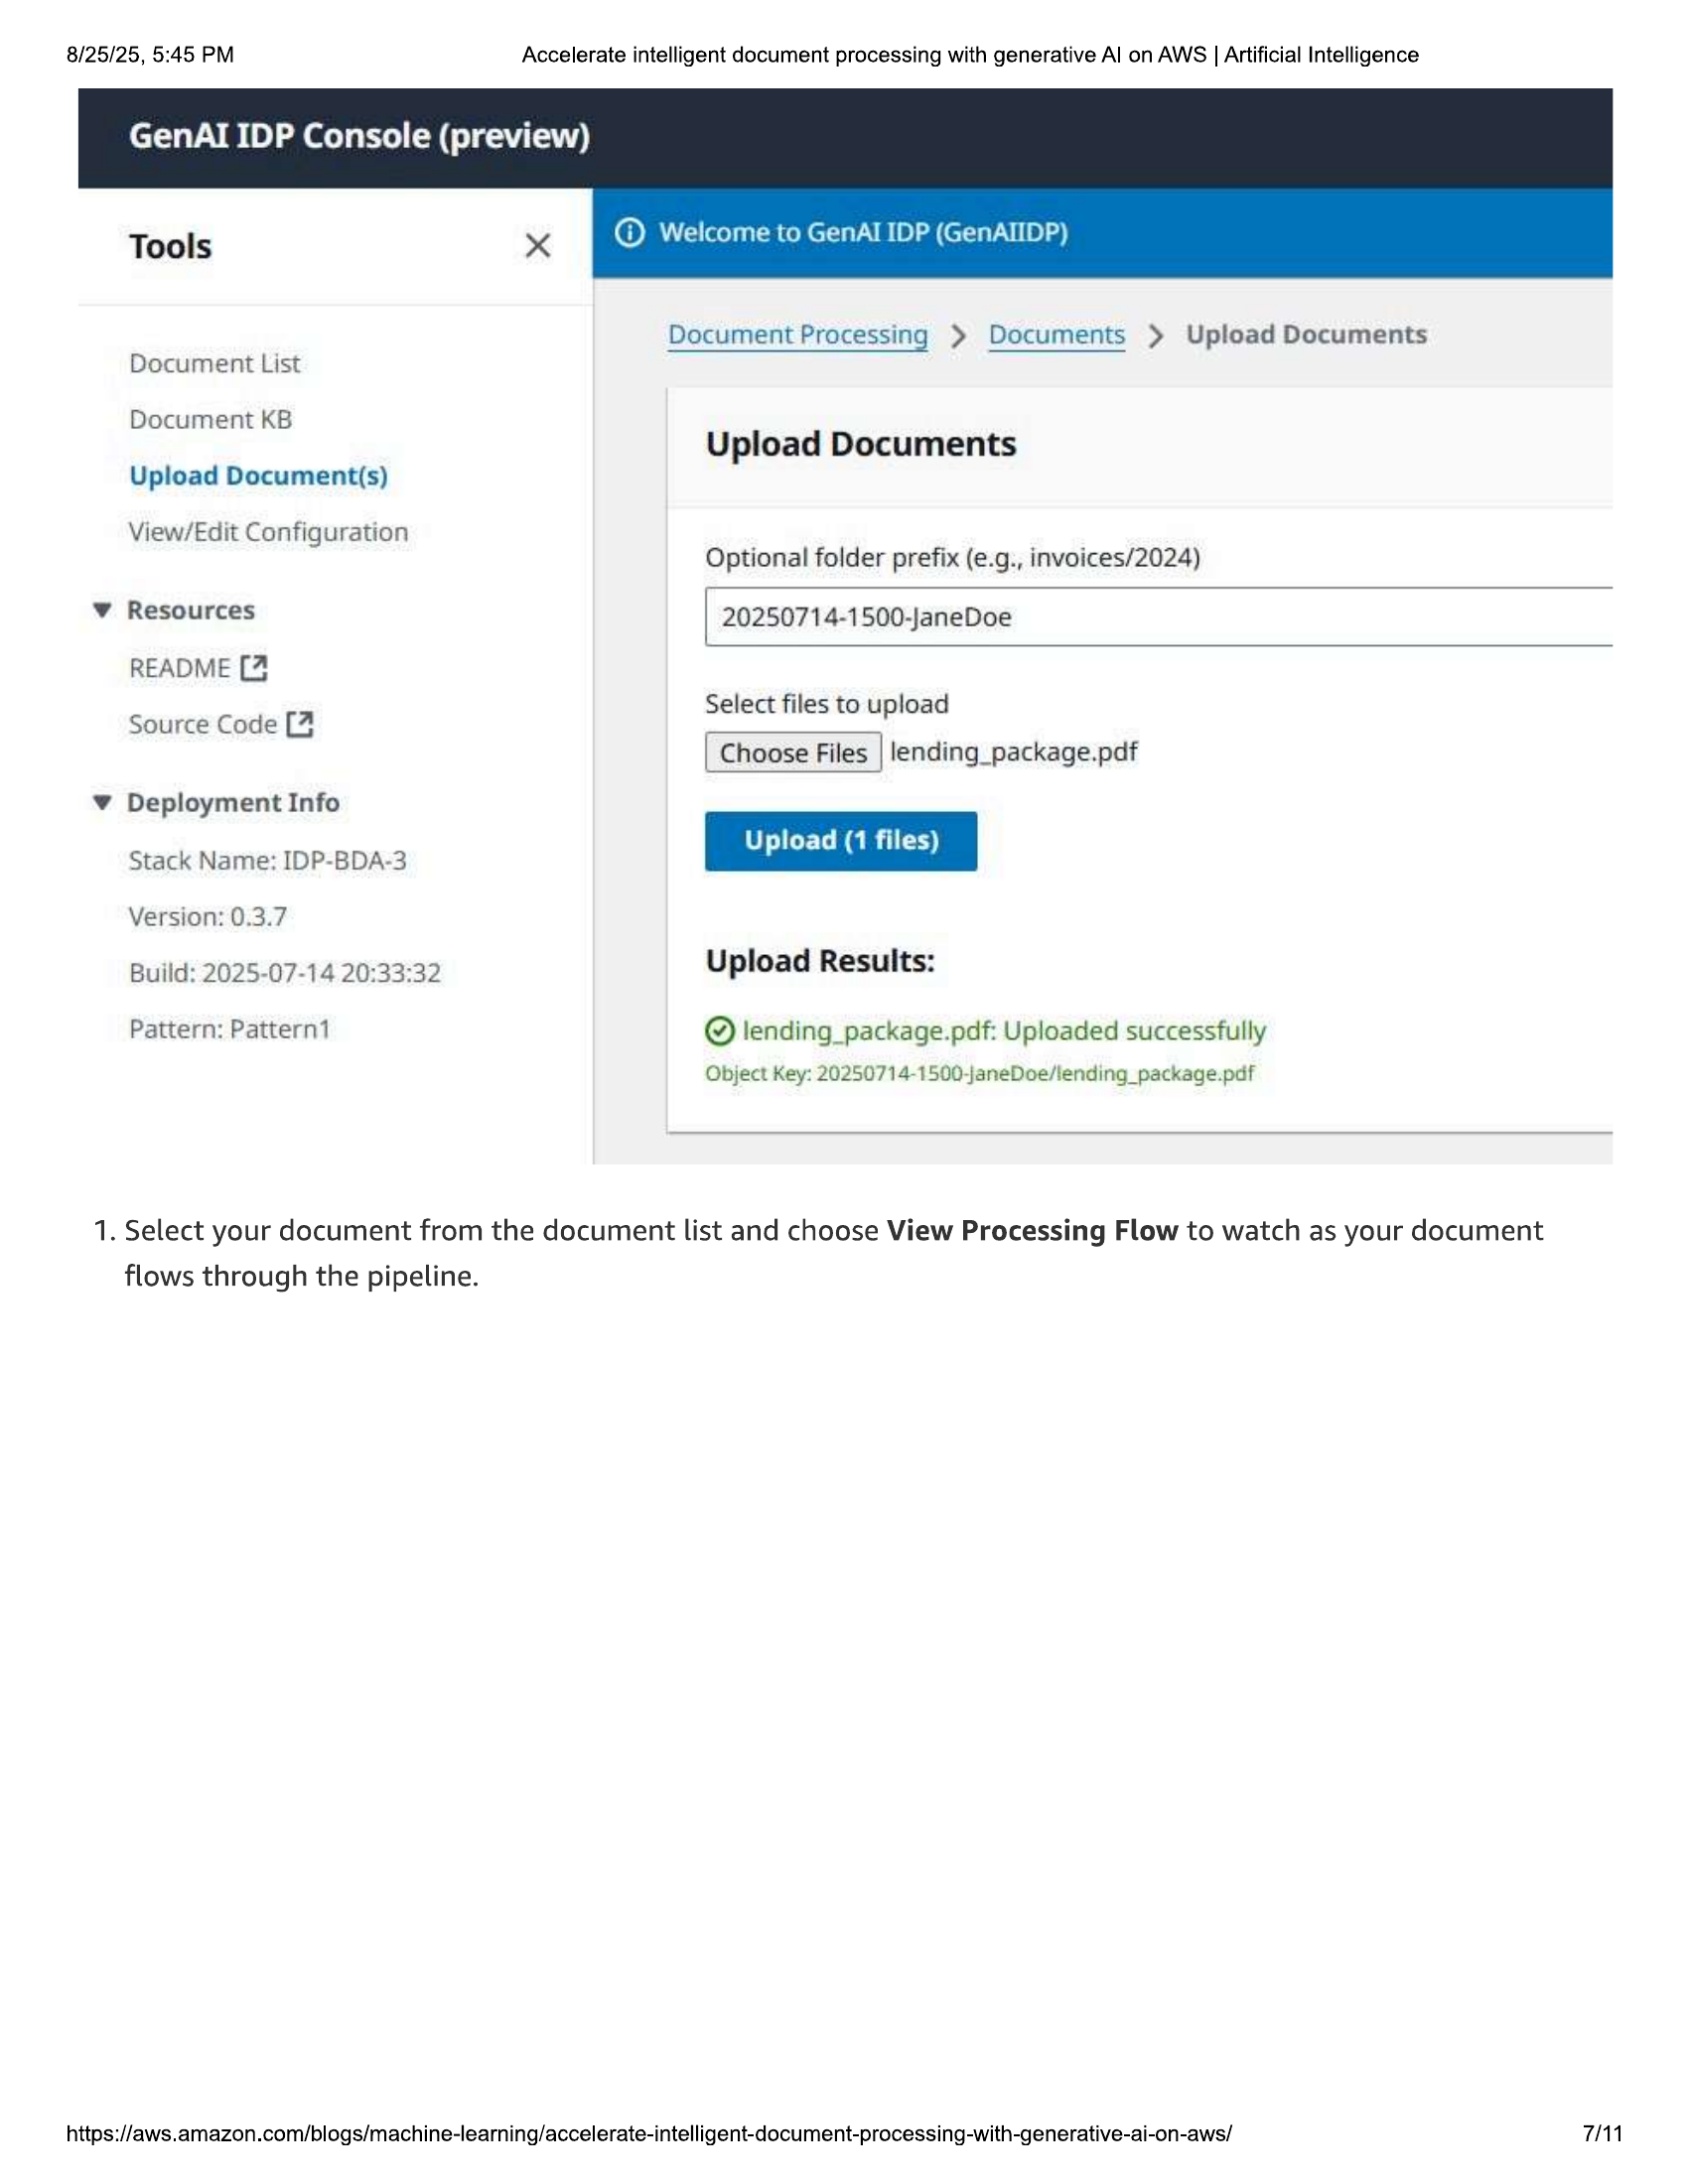 8/25/25, 5:45 PM
Accelerate intelligent document processing with generative AI on AWS | Artificial Intelligence
GenAI IDP Console (preview)
Tools
Document List
Document KB
Upload Document(s)
View/Edit Configuration
Resources
README
Source Code
Deployment Info
Stack Name: IDP-BDA-3
Version: 0.3.7
Build: 2025-07-14 20:33:32
Pattern: Pattern1
Welcome to GenAI IDP (GenAIIDP)
Document Processing > Documents > Upload Documents
Upload Documents
Optional folder prefix (e.g., invoices/2024)
20250714-1500-JaneDoe
Select files to upload
Choose Files lending_package.pdf
Upload (1 files)
Upload Results:
lending_package.pdf: Uploaded successfully
Object Key: 20250714-1500-JaneDoe/lending_package.pdf
1. Select your document from the document list and choose View Processing Flow to watch as your document
flows through the pipeline.
https://aws.amazon.com/blogs/machine-learning/accelerate-intelligent-document-processing-with-generative-ai-on-aws/
7/11